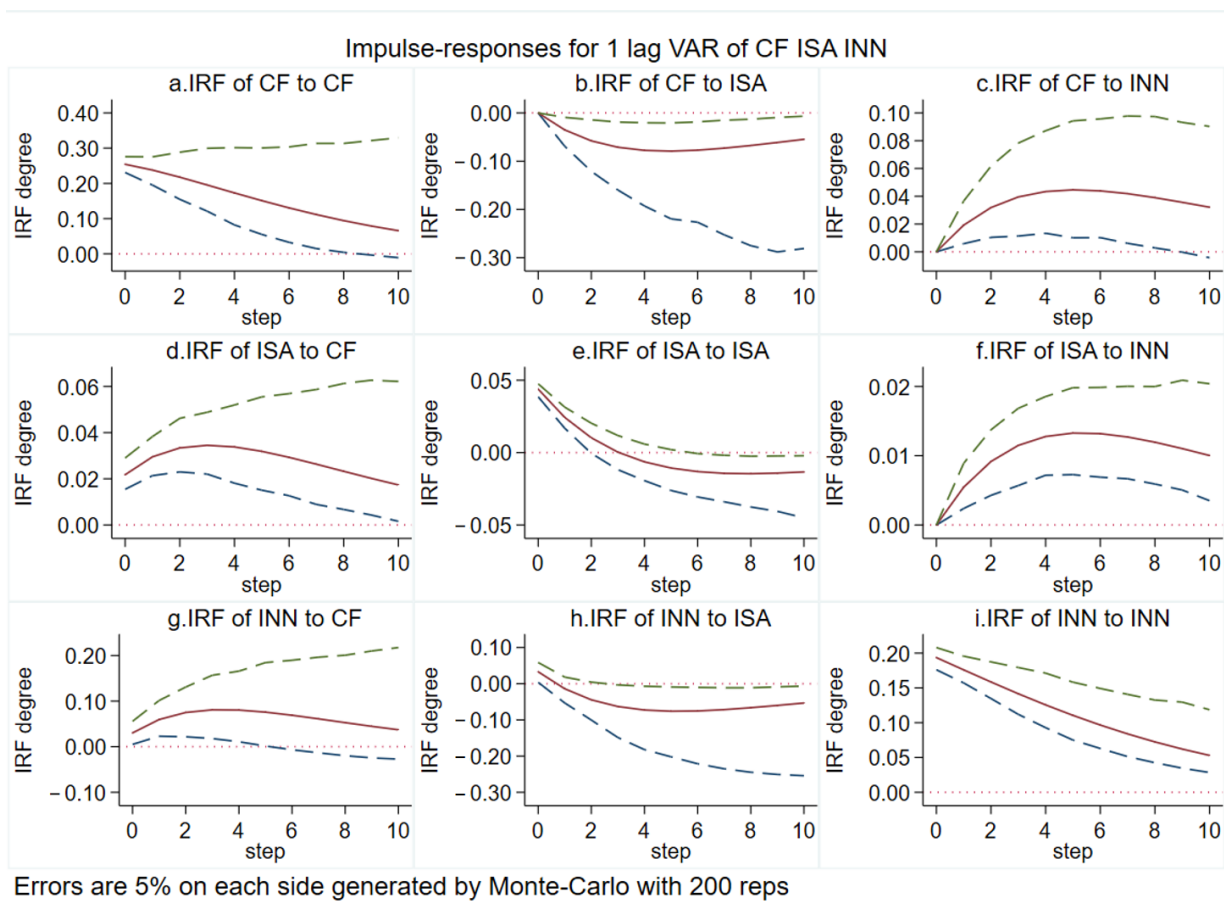 Impulse-responses for 1 lag VAR of CF ISA INN
a.IRF of CF to CF
IRF degree
0.40
0.30
0.20
0.10
0.00
0 2 4 6 8 10
step
b.IRF of CF to ISA
IRF degree
0.00
−0.10
−0.20
−0.30
0 2 4 6 8 10
step
c.IRF of CF to INN
IRF degree
0.10
0.08
0.06
0.04
0.02
0.00
0 2 4 6 8 10
step
d.IRF of ISA to CF
IRF degree
0.06
0.04
0.02
0.00
0 2 4 6 8 10
step
e.IRF of ISA to ISA
IRF degree
0.05
0.00
−0.05
0 2 4 6 8 10
step
f.IRF of ISA to INN
IRF degree
0.02
0.01
0.00
0 2 4 6 8 10
step
g.IRF of INN to CF
IRF degree
0.20
0.10
0.00
−0.10
0 2 4 6 8 10
step
h.IRF of INN to ISA
IRF degree
0.10
0.00
−0.10
−0.20
−0.30
0 2 4 6 8 10
step
i.IRF of INN to INN
IRF degree
0.20
0.15
0.10
0.05
0.00
0 2 4 6 8 10
step
Errors are 5% on each side generated by Monte-Carlo with 200 reps